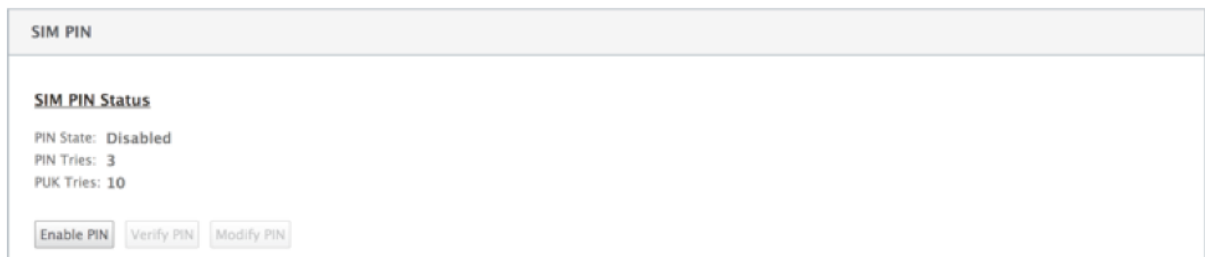 SIM PIN
SIM PIN Status
PIN State: Disabled
PIN Tries: 3
PUK Tries: 10
Enable PIN Verify PIN Modify PIN